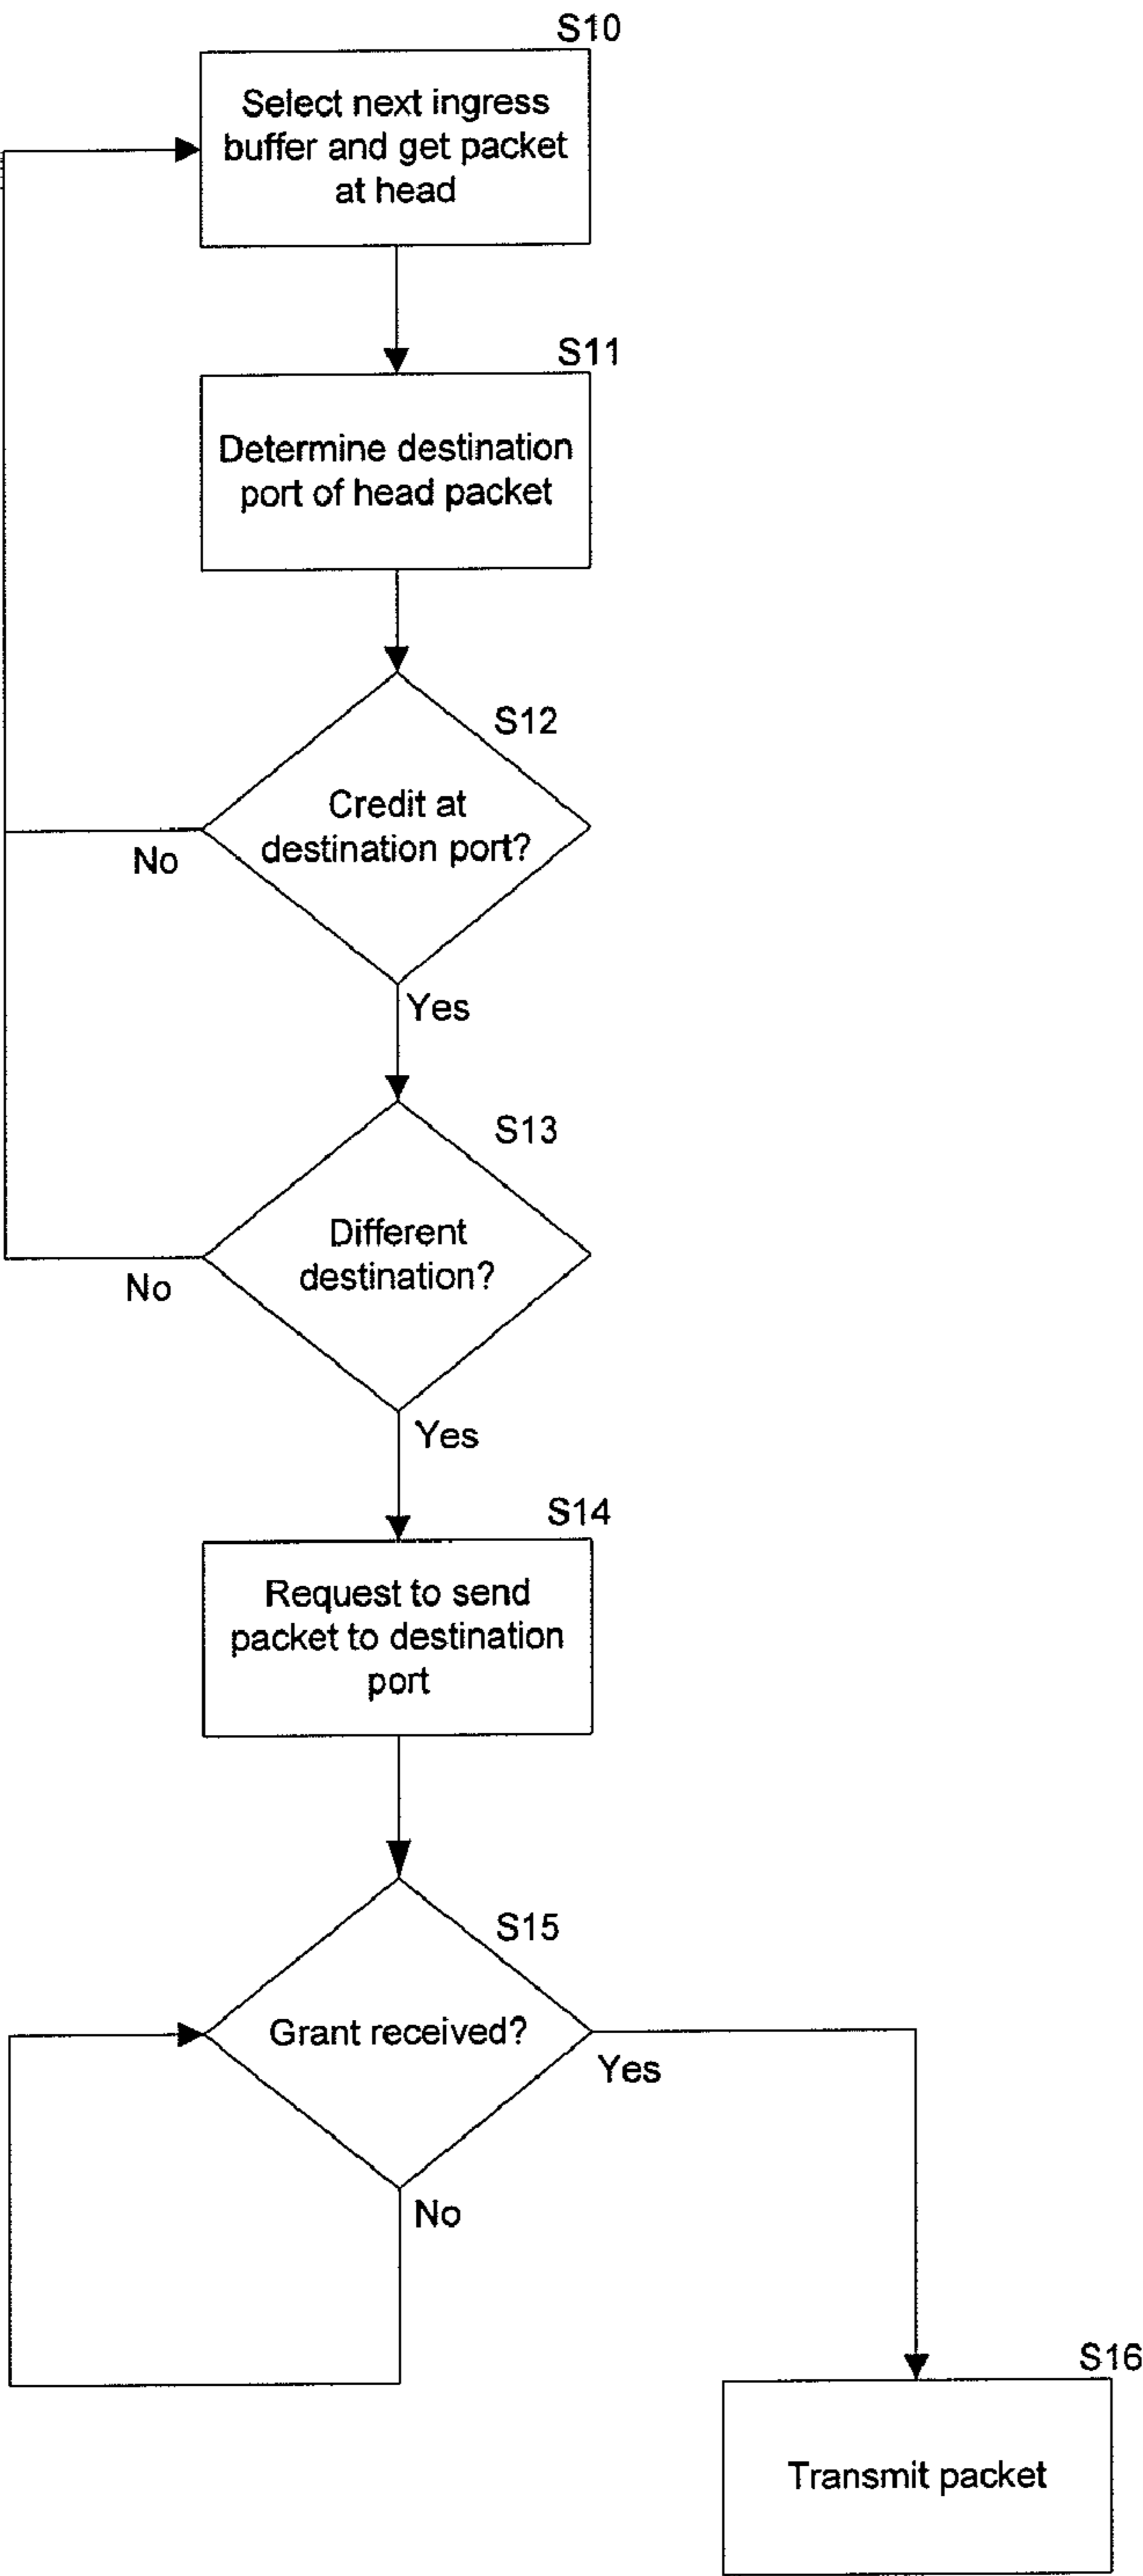 S10
Select next ingress
buffer and get packet
at head
S11
Determine destination
port of head packet
S12
Credit at
destination port?
No
Yes
S13
Different
destination?
No
Yes
S14
Request to send
packet to destination
port
S15
Grant received?
Yes
No
S16
Transmit packet